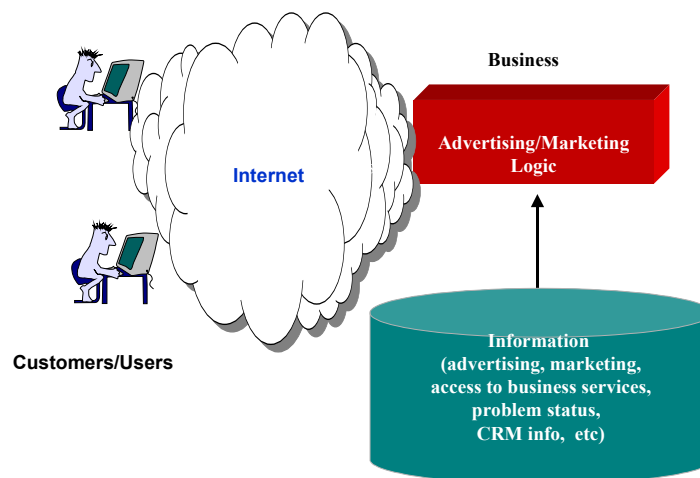 Business
Advertising/Marketing
Logic
Internet
Customers/Users
Information
(advertising, marketing,
access to business services,
problem status,
CRM info, etc)